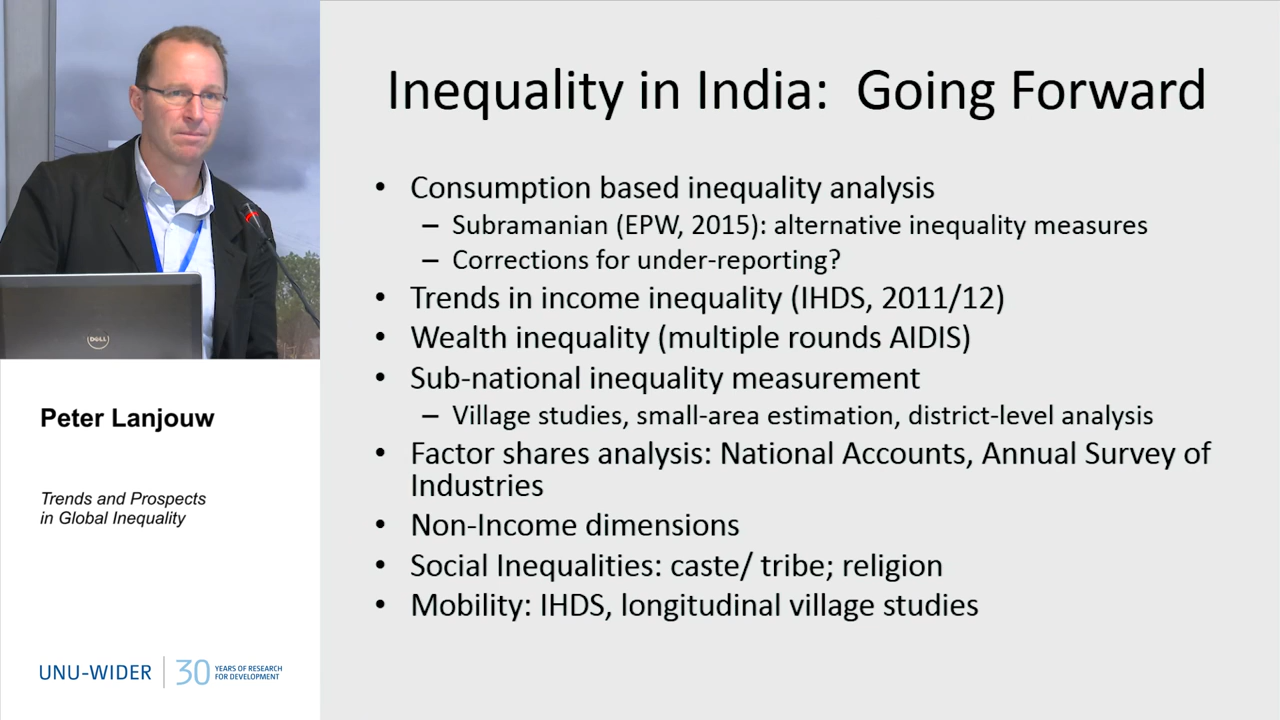 Inequality in India: Going Forward
• Consumption based inequality analysis
– Subramanian (EPW, 2015): alternative inequality measures
– Corrections for under-reporting?
• Trends in income inequality (IHDS, 2011/12)
• Wealth inequality (multiple rounds AIDIS)
• Sub-national inequality measurement
– Village studies, small-area estimation, district-level analysis
• Factor shares analysis: National Accounts, Annual Survey of
Industries
• Non-Income dimensions
• Social Inequalities: caste/ tribe; religion
• Mobility: IHDS, longitudinal village studies
DELL
Peter Lanjouw
Trends and Prospects
in Global Inequality
UNU-WIDER
30
YEARS OF RESEARCH
FOR DEVELOPMENT